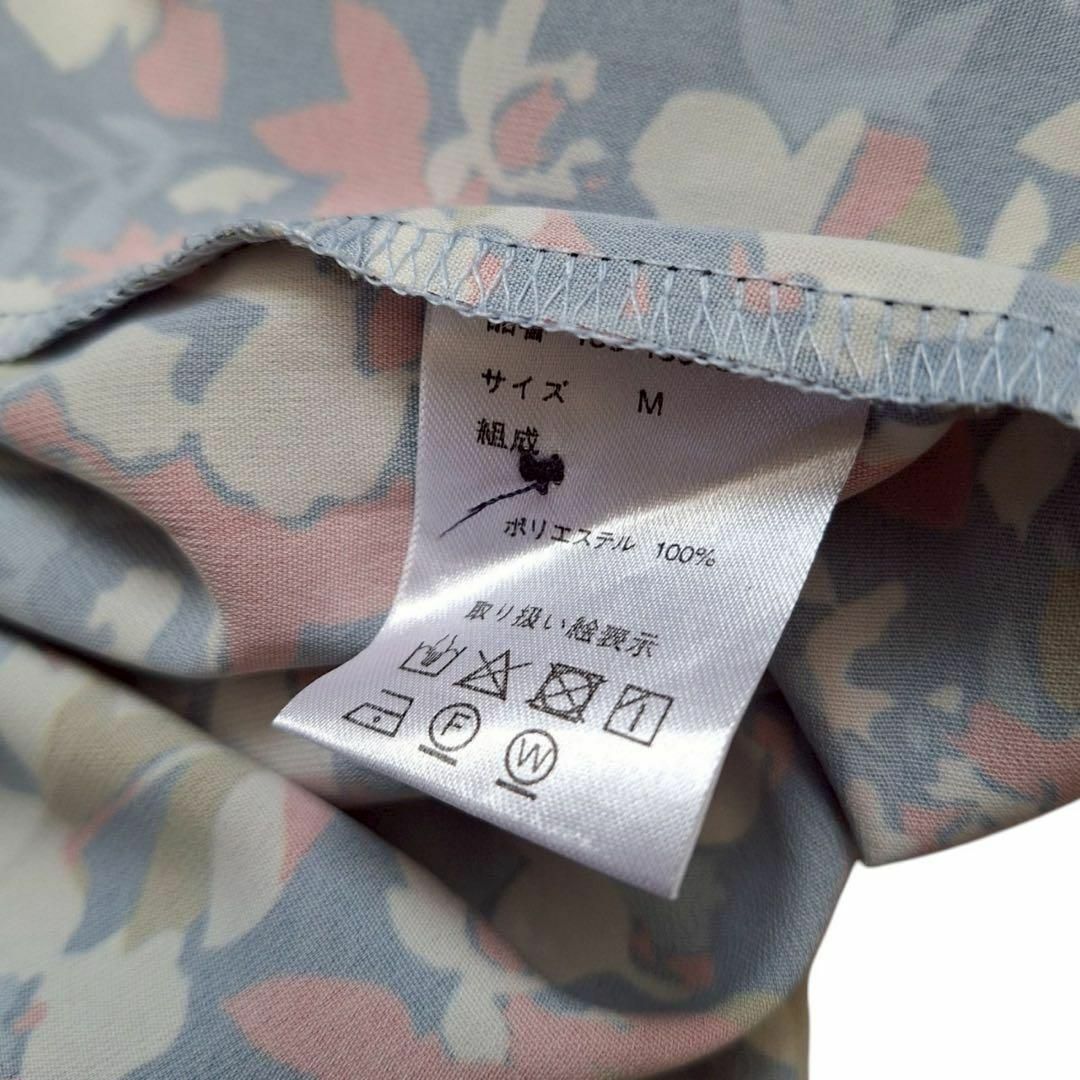 サイズ M
組成
ポリエステル 100%
取り扱い絵表示
F
W